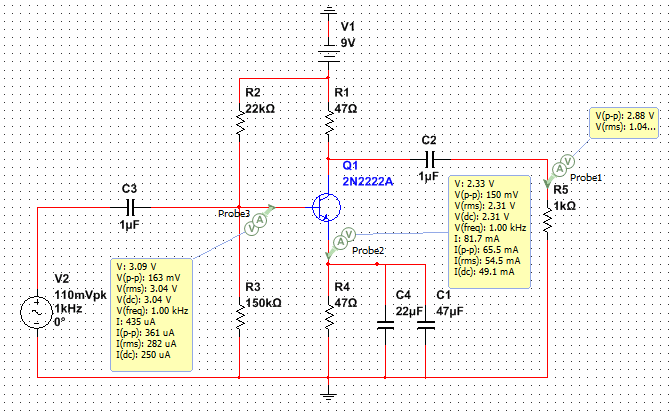 V1
9V
R2
22kΩ
R1
47Ω
V(p-p): 2.88 V
V(rms): 1.04...
C2
1µF
Q1
2N2222A
Probe1
R5
1kΩ
C3
1µF
Probe3
V: 2.33 V
V(p-p): 150 mV
V(rms): 2.31 V
V(dc): 2.31 V
V(freq): 1.00 kHz
I: 81.7 mA
I(p-p): 65.5 mA
I(rms): 54.5 mA
I(dc): 49.1 mA
Probe2
V: 3.09 V
V(p-p): 163 mV
V(rms): 3.04 V
V(dc): 3.04 V
V(freq): 1.00 kHz
I: 435 uA
I(p-p): 361 uA
I(rms): 282 uA
I(dc): 250 uA
V2
110mVpk
1kHz
0°
R3
150kΩ
R4
47Ω
C4
22µF
C1
47µF
A
V
V
A
A
V